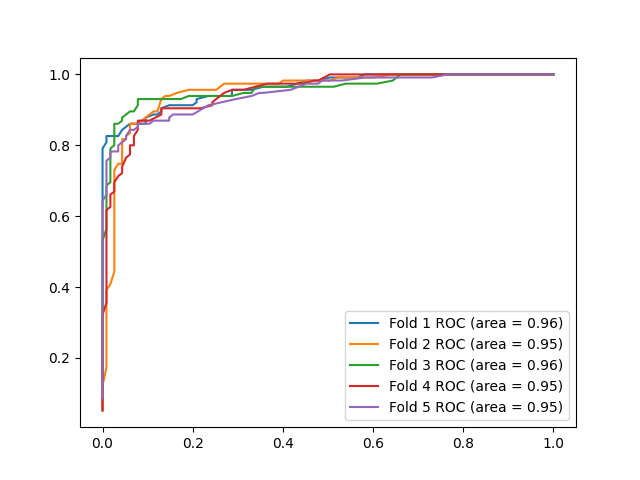 1.0
0.8
0.6
0.4
0.2
0.0 0.2 0.4 0.6 0.8 1.0
Fold 1 ROC (area = 0.96)
Fold 2 ROC (area = 0.95)
Fold 3 ROC (area = 0.96)
Fold 4 ROC (area = 0.95)
Fold 5 ROC (area = 0.95)